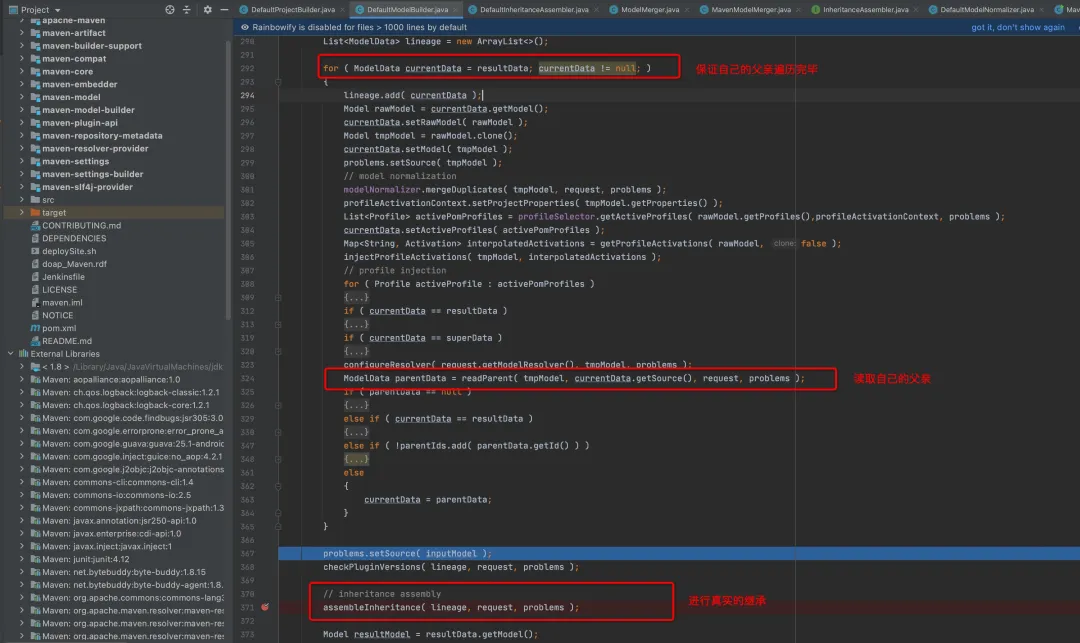 Project
DefaultProjectBuilder.java
DefaultModelBuilder.java
DefaultInheritanceAssembler.java
ModelMerger.java
MavenModelMerger.java
InheritanceAssembler.java
DefaultModelNormalizer.java
Mav
Rainbowify is disabled for files > 1000 lines by default
got it, don't show again
apache-maven
maven-artifact
maven-builder-support
maven-compat
maven-core
maven-embedder
maven-model
maven-model-builder
maven-plugin-api
maven-repository-metadata
maven-resolver-provider
maven-settings
maven-settings-builder
maven-slf4j-provider
src
target
CONTRIBUTING.md
DEPENDENCIES
deploySite.sh
doap_Maven.rdf
Jenkinsfile
LICENSE
maven.iml
NOTICE
pom.xml
README.md
External Libraries
< 1.8 > /Library/Java/JavaVirtualMachines/jdk
Maven: aopalliance:aopalliance:1.0
Maven: ch.qos.logback:logback-classic:1.2.1
Maven: ch.qos.logback:logback-core:1.2.1
Maven: com.google.code.findbugs:jsr305:3.0
Maven: com.google.errorprone:error_prone_a
Maven: com.google.guava:guava:25.1-android
Maven: com.google.inject:guice:no_aop:4.2.1
Maven: com.google.j2objc:j2objc-annotations
Maven: commons-cli:commons-cli:1.4
Maven: commons-io:commons-io:2.5
Maven: commons-jxpath:commons-jxpath:1.3
Maven: javax.annotation:jsr250-api:1.0
Maven: javax.enterprise:cdi-api:1.0
Maven: javax.inject:javax.inject:1
Maven: junit:junit:4.12
Maven: net.bytebuddy:byte-buddy:1.8.15
Maven: net.bytebuddy:byte-buddy-agent:1.8.
Maven: org.apache.commons:commons-lang3
Maven: org.apache.maven.resolver:maven-res
Maven: org.apache.maven.resolver:maven-res
Maven: org.apache.maven.resolver:maven-res
290 List<ModelData> lineage = new ArrayList<>();
291
292 for ( ModelData currentData = resultData; currentData != null; )
保证自己的父亲遍历完毕
293 {
294 lineage.add( currentData );
295 Model rawModel = currentData.getModel();
296 currentData.setRawModel( rawModel );
297 Model tmpModel = rawModel.clone();
298 currentData.setModel( tmpModel );
299 problems.setSource( tmpModel );
300 // model normalization
301 modelNormalizer.mergeDuplicates( tmpModel, request, problems );
302 profileActivationContext.setProjectProperties( tmpModel.getProperties() );
303 List<Profile> activePomProfiles = profileSelector.getActiveProfiles( rawModel.getProfiles(),profileActivationContext, problems );
304 currentData.setActiveProfiles( activePomProfiles );
305 Map<String, Activation> interpolatedActivations = getProfileActivations( rawModel, clone: false );
306 injectProfileActivations( tmpModel, interpolatedActivations );
307 // profile injection
308 for ( Profile activeProfile : activePomProfiles )
309 {...}
312 if ( currentData == resultData )
313 {...}
319 if ( currentData == superData )
320 {...}
323 configureResolver( request.getModelResolver(), tmpModel, problems );
324 ModelData parentData = readParent( tmpModel, currentData.getSource(), request, problems );
读取自己的父亲
325 if ( parentData == null )
326 {...}
329 else if ( currentData == resultData )
330 {...}
347 else if ( !parentIds.add( parentData.getId() ) )
348 {...}
361 else
362 {
363 currentData = parentData;
364 }
365 }
366
367 problems.setSource( inputModel );
368 checkPluginVersions( lineage, request, problems );
369
370 // inheritance assembly
371 assembleInheritance( lineage, request, problems );
进行真实的继承
372
373 Model resultModel = resultData.getModel();